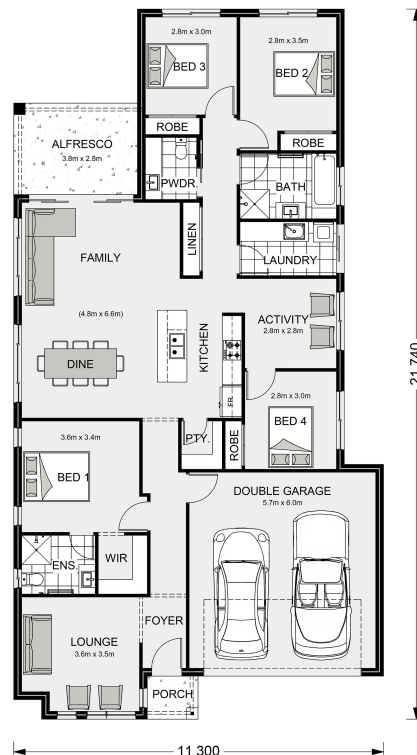 2.8m x 3.0m
BED 3
2.8m x 3.5m
BED 2
ROBE
ROBE
ALFRESCO
3.8m x 2.8m
PWDR.
BATH
LINEN
LAUNDRY
FAMILY
(4.8m x 6.6m)
ACTIVITY
2.8m x 2.8m
KITCHEN
DINE
FR.
2.8m x 3.0m
BED 4
PTY.
ROBE
3.6m x 3.4m
BED 1
DOUBLE GARAGE
5.7m x 6.0m
ENS.
WIR
FOYER
LOUNGE
3.6m x 3.5m
PORCH
21 740
11 300